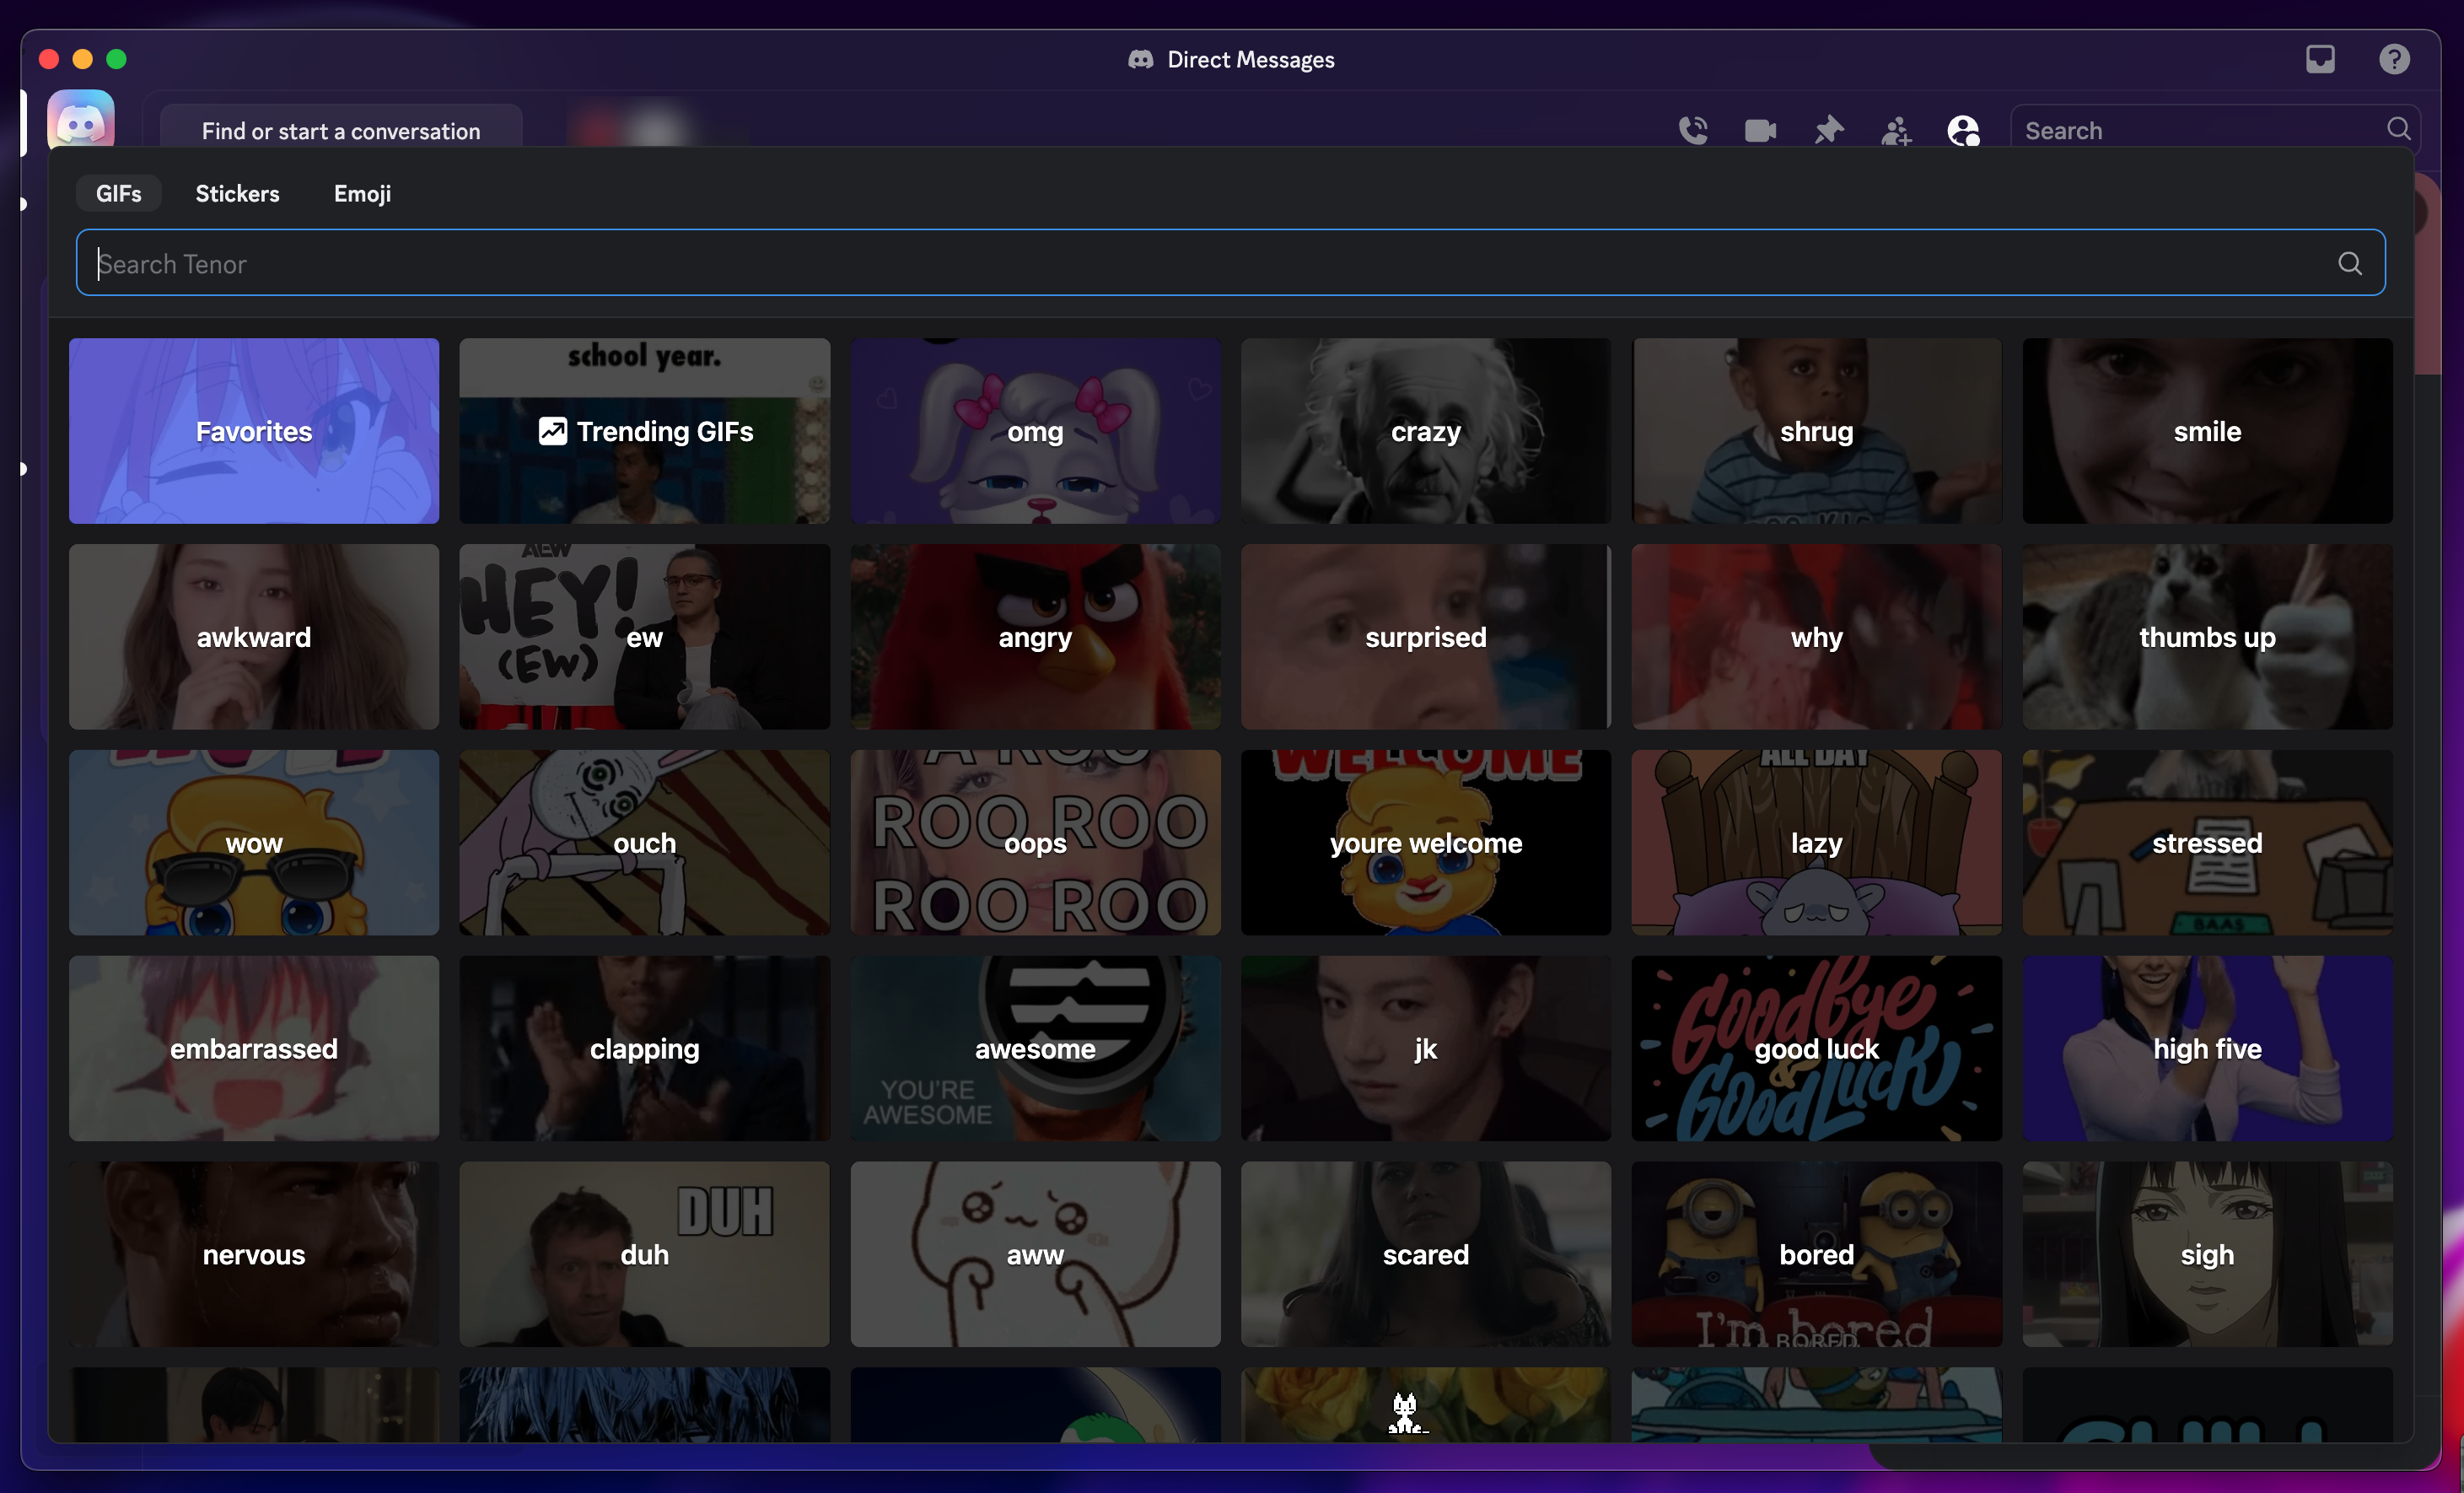 Direct Messages
Find or start a conversation
Search
GIFs
Stickers
Emoji
Search Tenor
Favorites
school year.
Trending GIFs
omg
crazy
shrug
smile
awkward
AEW
HEY!
(EW)
ew
angry
surprised
why
thumbs up
wow
ouch
A ROO
ROO ROO
ROO ROO
oops
WELCOME
youre welcome
ALL DAY
lazy
stressed
BAAS
embarrassed
clapping
YOU'RE
AWESOME
awesome
jk
Goodbye
&
Good Luck
good luck
high five
nervous
DUH
duh
aww
scared
bored
I'm bored
BORED
sigh